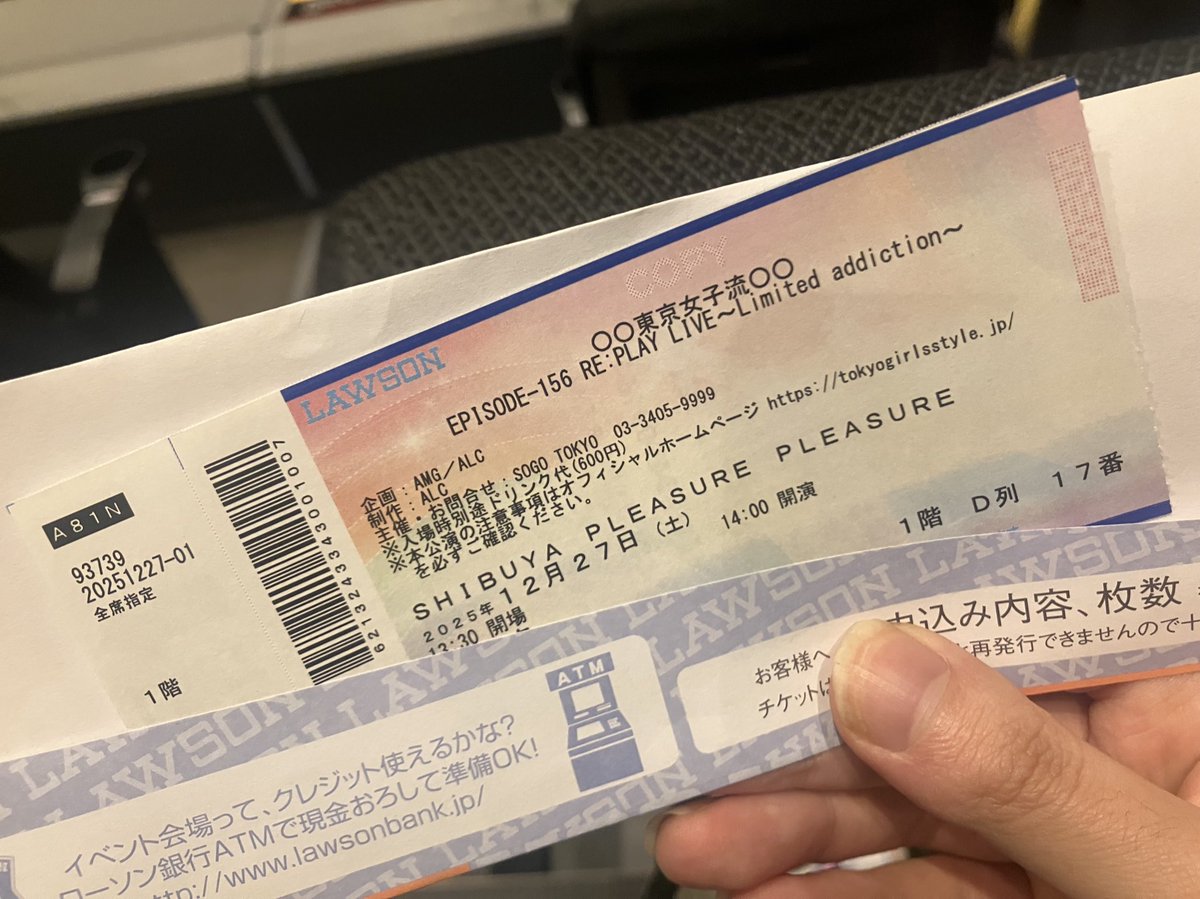 COPY
LAWSON
○○東京女子流○○
EPISODE-156 RE:PLAY LIVE~Limited addiction~
企画:AMG/ALC
制作:ALC
主催・お問合せ:SOGO TOKYO 03-3405-9999
※入場時別途ドリンク代(600円)
※本公演の注意事項はオフィシャルホームページ https://tokyogirlsstyle.jp/
を必ずご確認ください。
SHIBUYA PLEASURE PLEASURE
2025年12月27日(土) 14:00 開演
13:30 開場
1階 D列 17番
A81N
93739
20251227-01
全席指定
1階
6213243343001007
イベント会場って、クレジット使えるかな?
ローソン銀行ATMで現金おろして準備OK!
http://www.lawsonbank.jp/
ATM
お客様へ
申込み内容、枚数
チケットは
再発行できませんので十
LAWSON LAWSON LAWSON